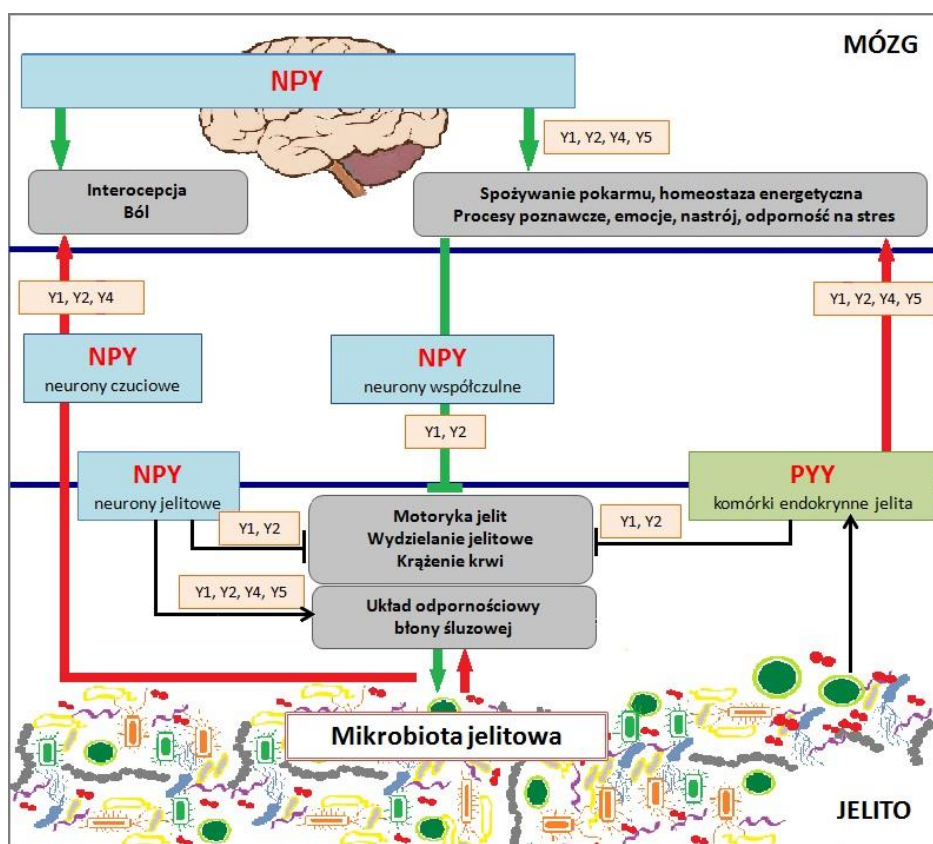 MÓZG
NPY
Y1, Y2, Y4, Y5
Interocepcja
Ból
Spożywanie pokarmu, homeostaza energetyczna
Procesy poznawcze, emocje, nastrój, odporność na stres
Y1, Y2, Y4
Y1, Y2, Y4, Y5
NPY
neurony czuciowe
NPY
neurony współczulne
Y1, Y2
NPY
neurony jelitowe
PYY
komórki endokrynne jelita
Y1, Y2
Motoryka jelit
Wydzielanie jelitowe
Krążenie krwi
Y1, Y2
Y1, Y2, Y4, Y5
Układ odpornościowy
błony śluzowej
Mikrobiota jelitowa
JELITO